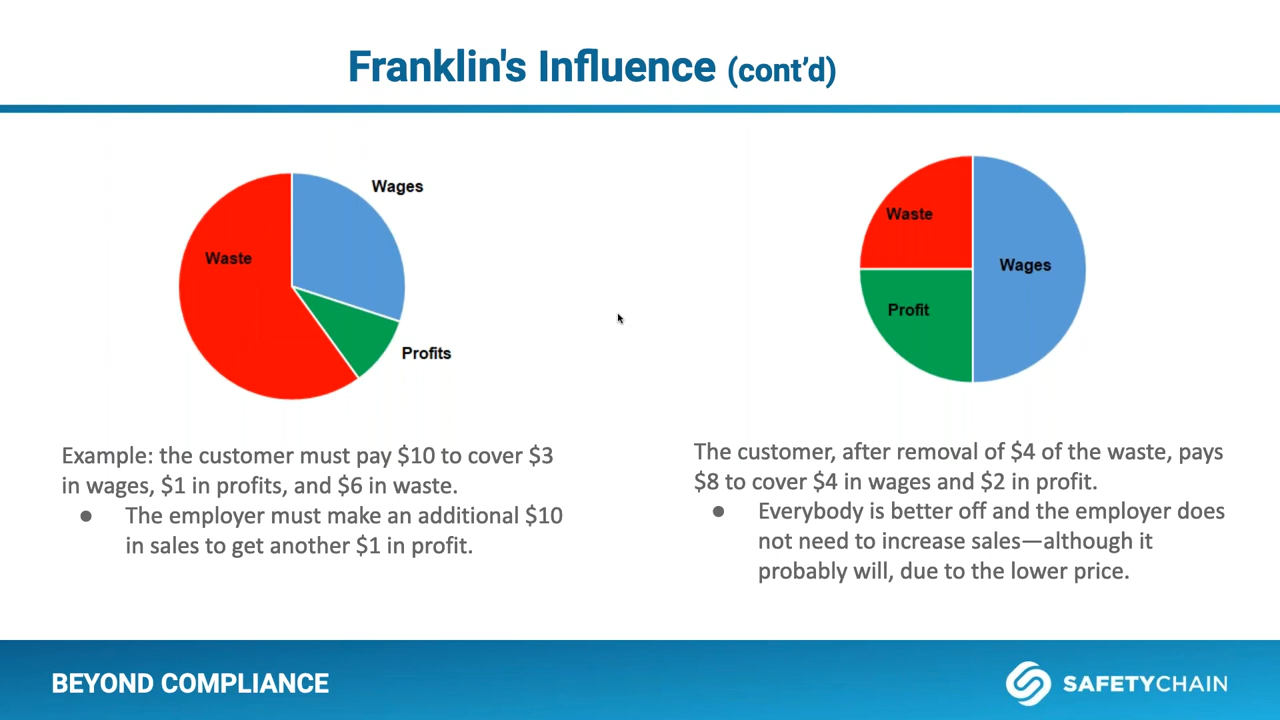 Franklin's Influence (cont’d)
Wages
Waste
Profits
Example: the customer must pay $10 to cover $3
in wages, $1 in profits, and $6 in waste.
● The employer must make an additional $10
in sales to get another $1 in profit.
Waste
Wages
Profit
The customer, after removal of $4 of the waste, pays
$8 to cover $4 in wages and $2 in profit.
● Everybody is better off and the employer does
not need to increase sales—although it
probably will, due to the lower price.
BEYOND COMPLIANCE
SAFETYCHAIN